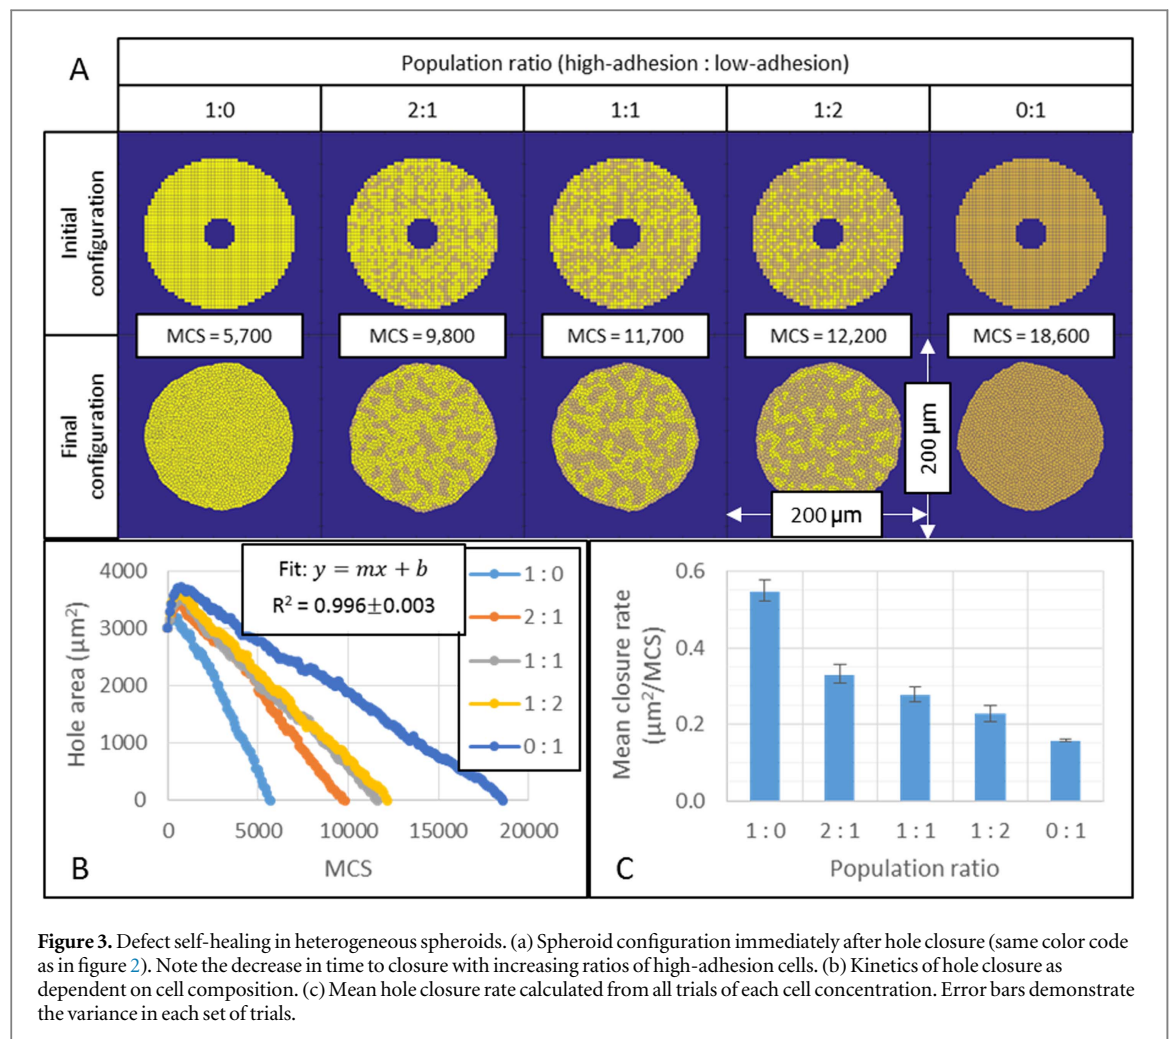 A
Population ratio (high-adhesion : low-adhesion)
1:0 2:1 1:1 1:2 0:1
Initial
configuration
MCS = 5,700 MCS = 9,800 MCS = 11,700 MCS = 12,200 MCS = 18,600
Final
configuration
200 µm
200 µm
Hole area (µm²)
4000
3000
2000
1000
0
0 5000 10000 15000 20000
MCS
Fit: y = mx + b
R² = 0.996±0.003
1 : 0
2 : 1
1 : 1
1 : 2
0 : 1
B
Mean closure rate
(µm²/MCS)
0.6
0.4
0.2
0.0
1 : 0 2 : 1 1 : 1 1 : 2 0 : 1
Population ratio
C
Figure 3. Defect self-healing in heterogeneous spheroids. (a) Spheroid configuration immediately after hole closure (same color code
as in figure 2). Note the decrease in time to closure with increasing ratios of high-adhesion cells. (b) Kinetics of hole closure as
dependent on cell composition. (c) Mean hole closure rate calculated from all trials of each cell concentration. Error bars demonstrate
the variance in each set of trials.